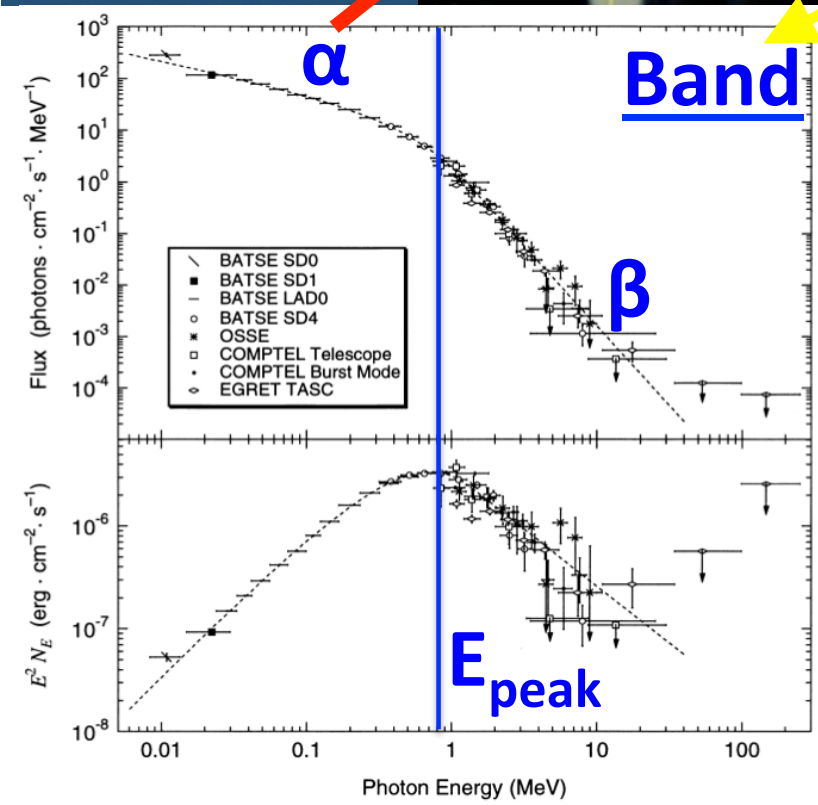 10³
α
Band
10²
10¹
10⁰
10⁻¹
10⁻²
10⁻³
10⁻⁴
Flux (photons · cm⁻² · s⁻¹ · MeV⁻¹)
BATSE SD0
BATSE SD1
BATSE LAD0
BATSE SD4
OSSE
COMPTEL Telescope
COMPTEL Burst Mode
EGRET TASC
β
10⁻⁶
10⁻⁷
10⁻⁸
E² N_E (erg · cm⁻² · s⁻¹)
E peak
0.01 0.1 1 10 100
Photon Energy (MeV)